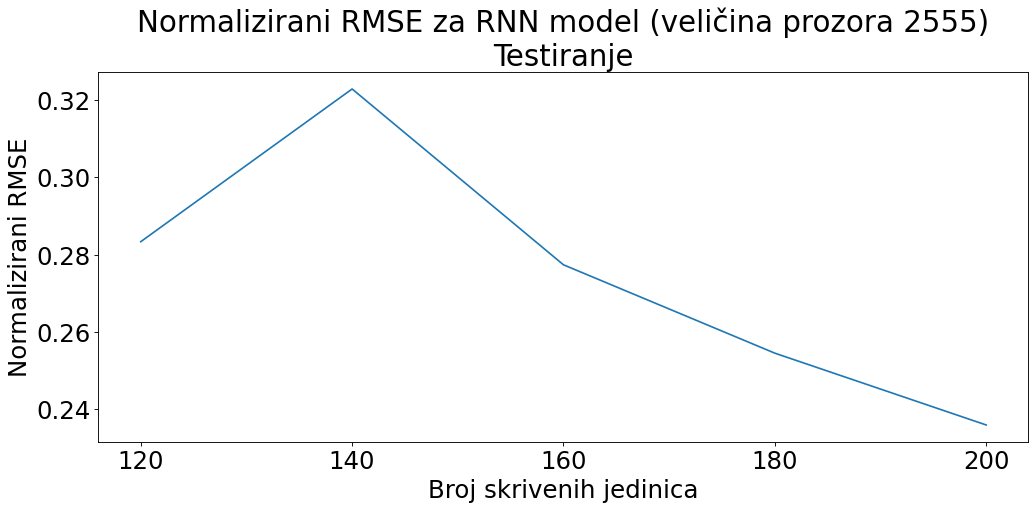 Normalizirani RMSE za RNN model (veličina prozora 2555)
Testiranje
0.32
0.30
0.28
0.26
0.24
Normalizirani RMSE
120 140 160 180 200
Broj skrivenih jedinica